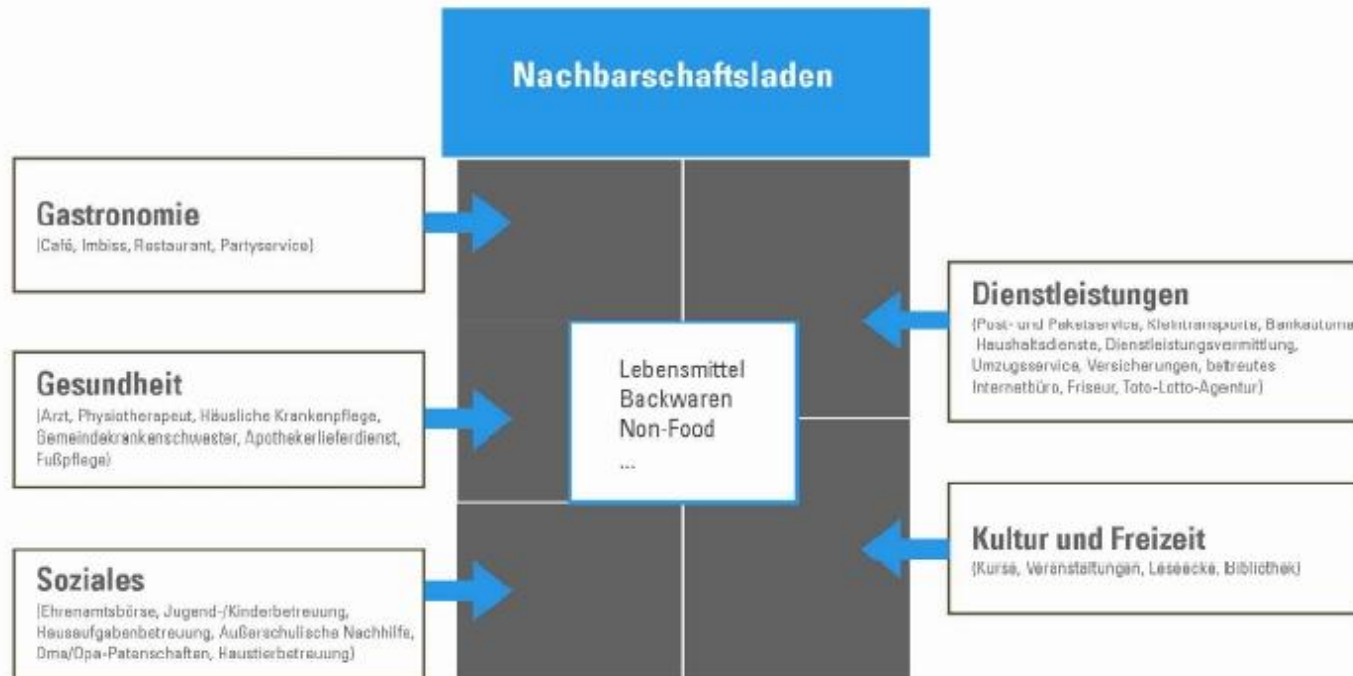 Nachbarschaftsladen
Gastronomie
(Café, Imbiss, Restaurant, Partyservice)
Gesundheit
(Arzt, Physiotherapeut, Häusliche Krankenpflege,
Gemeindekrankenschwester, Apothekerlieferdienst,
Fußpflege)
Soziales
(Ehrenamtsbörse, Jugend-/Kinderbetreuung,
Hausaufgabenbetreuung, Außerschulische Nachhilfe,
Oma/Opa-Patenschaften, Haustierbetreuung)
Lebensmittel
Backwaren
Non-Food
...
Dienstleistungen
(Post- und Paketservice, Kleintransporte, Bankautoma
Haushaltsdienste, Dienstleistungsvermittlung,
Umzugsservice, Versicherungen, betreutes
Internetbüro, Friseur, Toto-Lotto-Agentur)
Kultur und Freizeit
(Kurse, Veranstaltungen, Leseecke, Bibliothek)